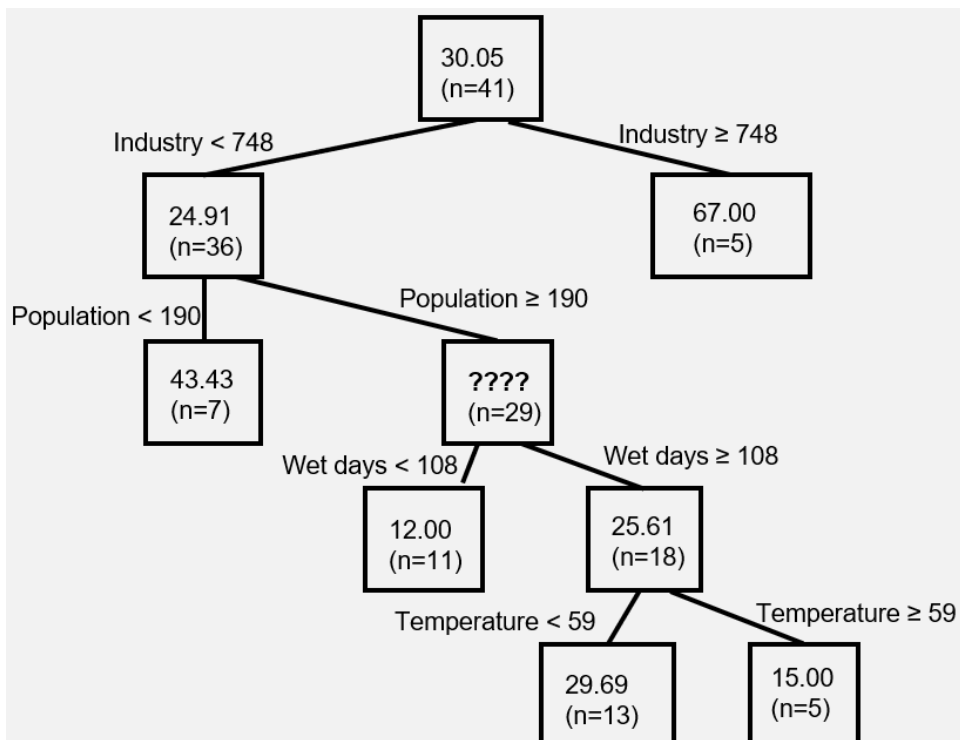 30.05
(n=41)
Industry < 748
Industry ≥ 748
24.91
(n=36)
67.00
(n=5)
Population < 190
Population ≥ 190
43.43
(n=7)
????
(n=29)
Wet days < 108
Wet days ≥ 108
12.00
(n=11)
25.61
(n=18)
Temperature < 59
Temperature ≥ 59
29.69
(n=13)
15.00
(n=5)